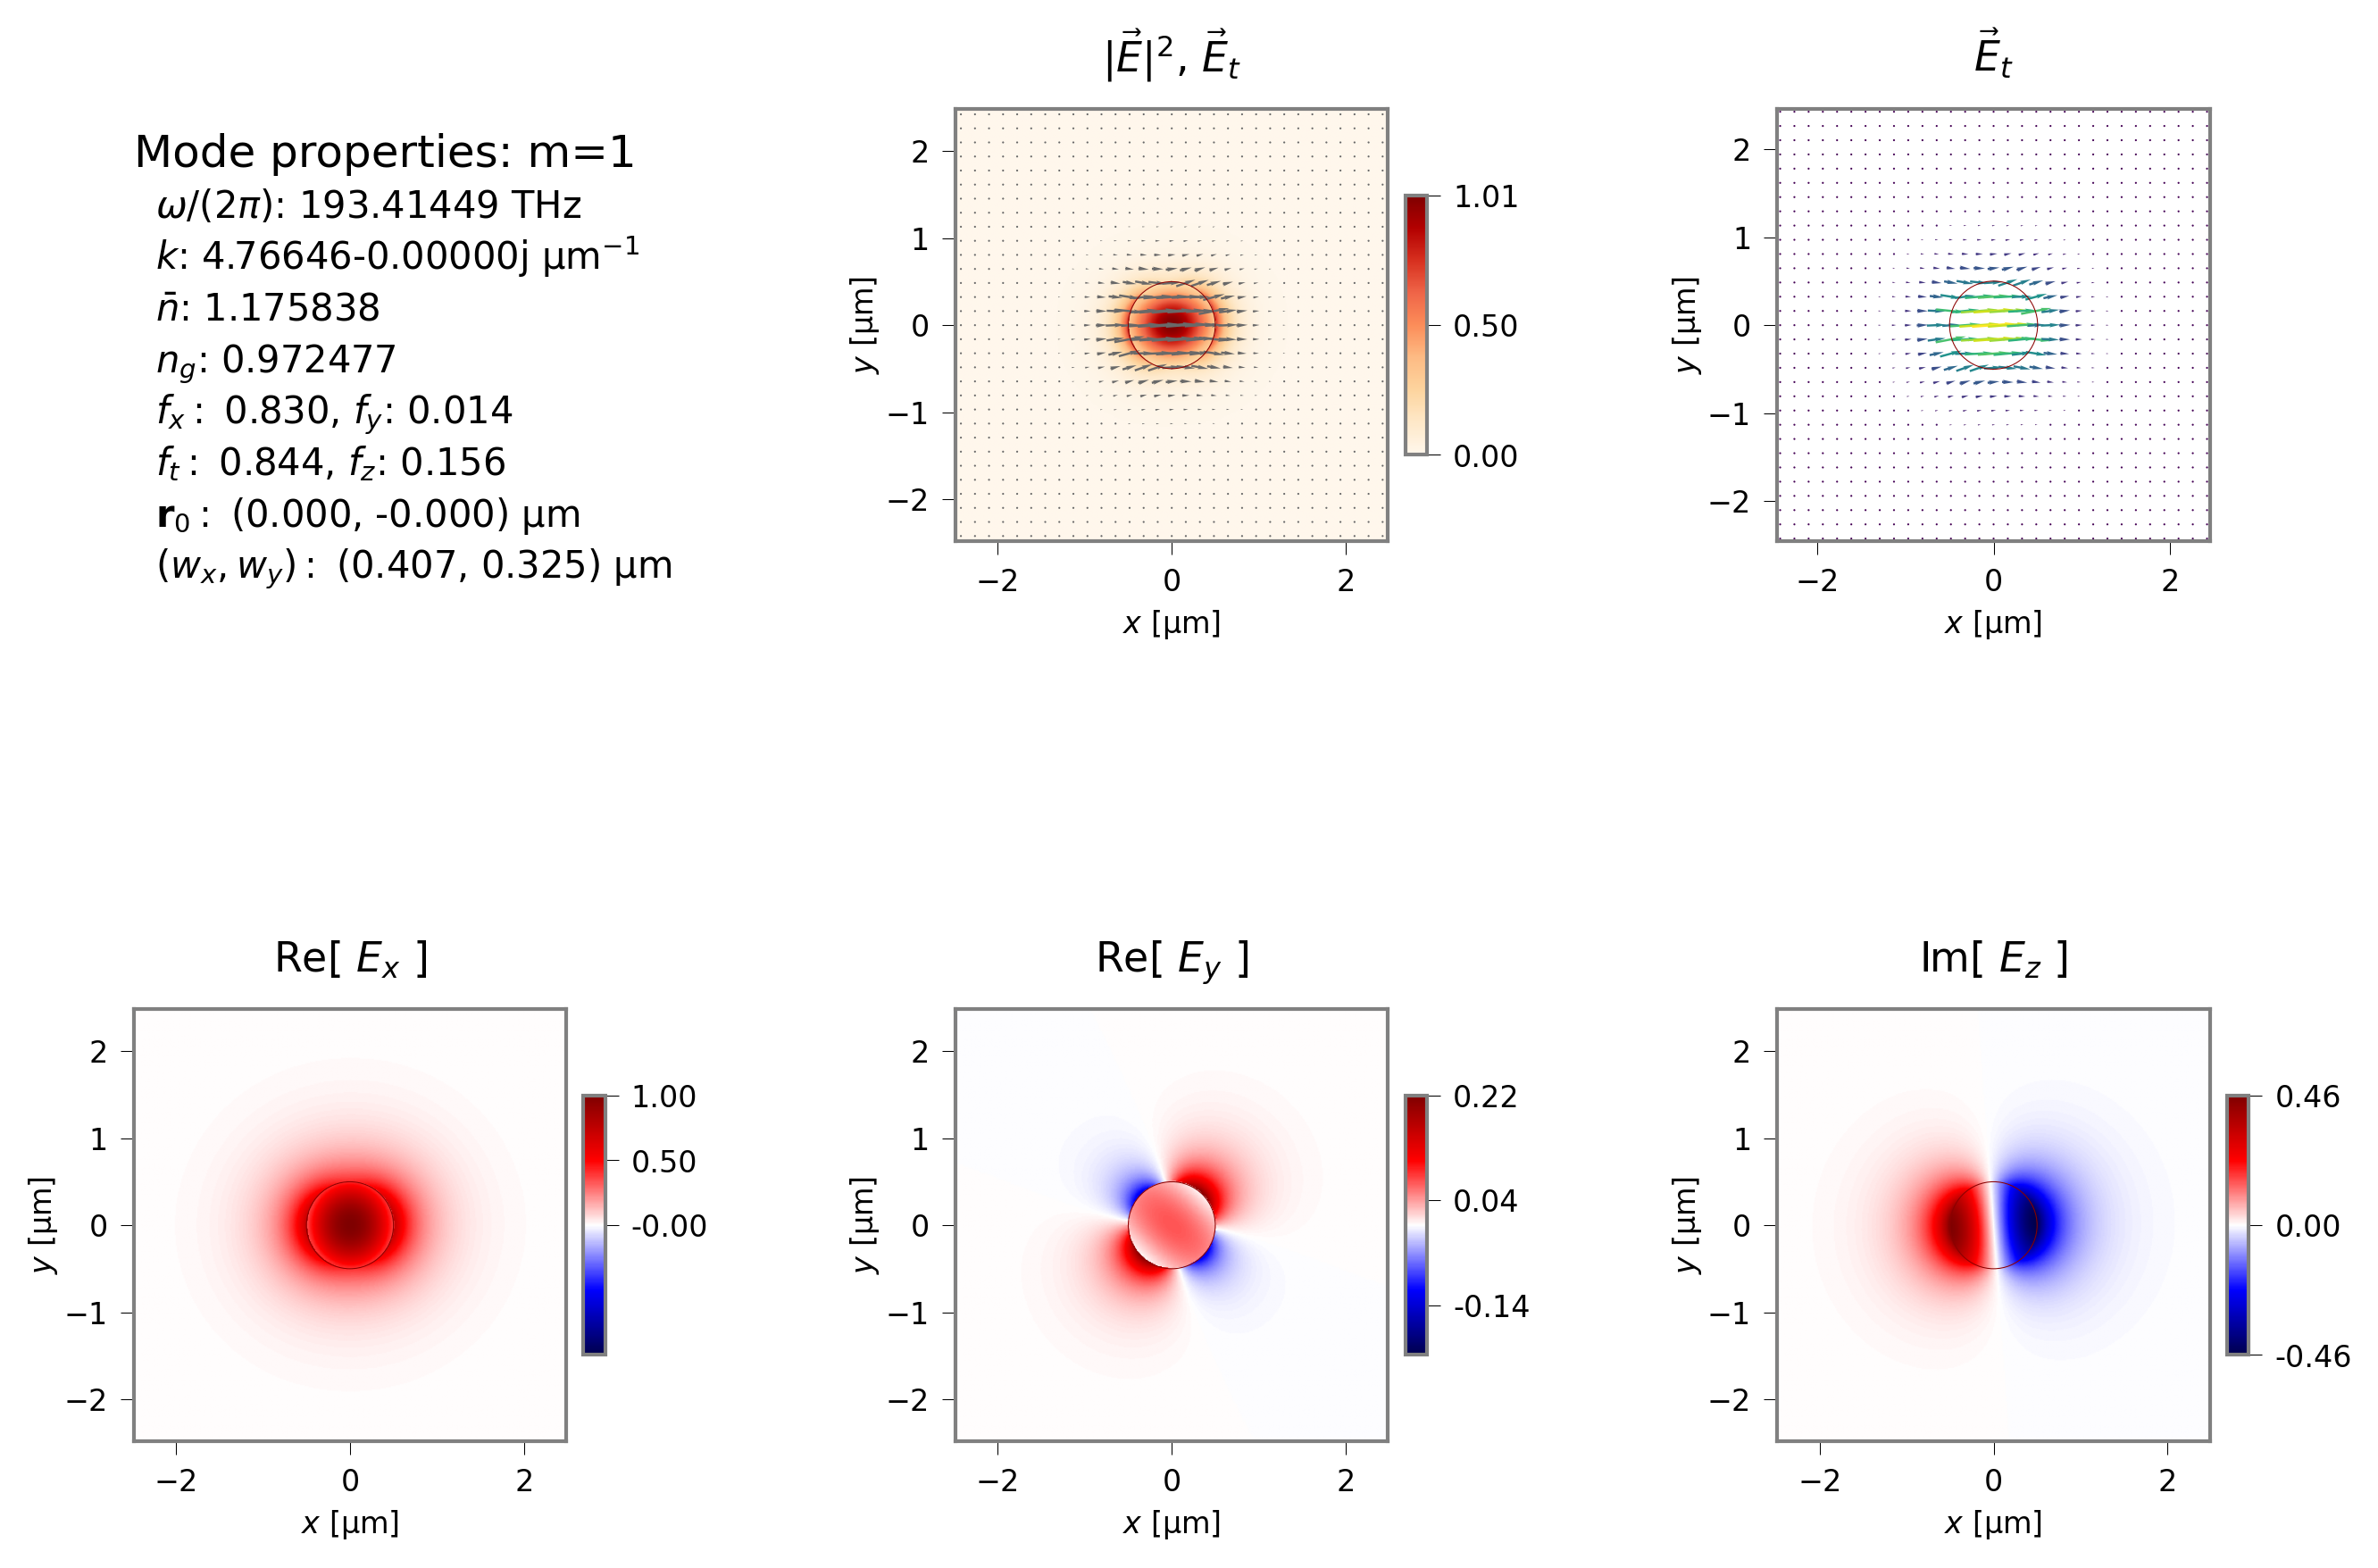 Mode properties: m=1
ω/(2π): 193.41449 THz
k: 4.76646-0.00000j µm⁻¹
n̄: 1.175838
n_g: 0.972477
f_x : 0.830, f_y: 0.014
f_t : 0.844, f_z: 0.156
r₀ : (0.000, -0.000) µm
(w_x, w_y) : (0.407, 0.325) µm
|E⃗|², E⃗_t
2
1
0
−1
−2
y [µm]
−2 0 2
x [µm]
1.01
0.50
0.00
E⃗_t
2
1
0
−1
−2
y [µm]
−2 0 2
x [µm]
Re[ E_x ]
2
1
0
−1
−2
y [µm]
−2 0 2
x [µm]
1.00
0.50
-0.00
Re[ E_y ]
2
1
0
−1
−2
y [µm]
−2 0 2
x [µm]
0.22
0.04
-0.14
Im[ E_z ]
2
1
0
−1
−2
y [µm]
−2 0 2
x [µm]
0.46
0.00
-0.46